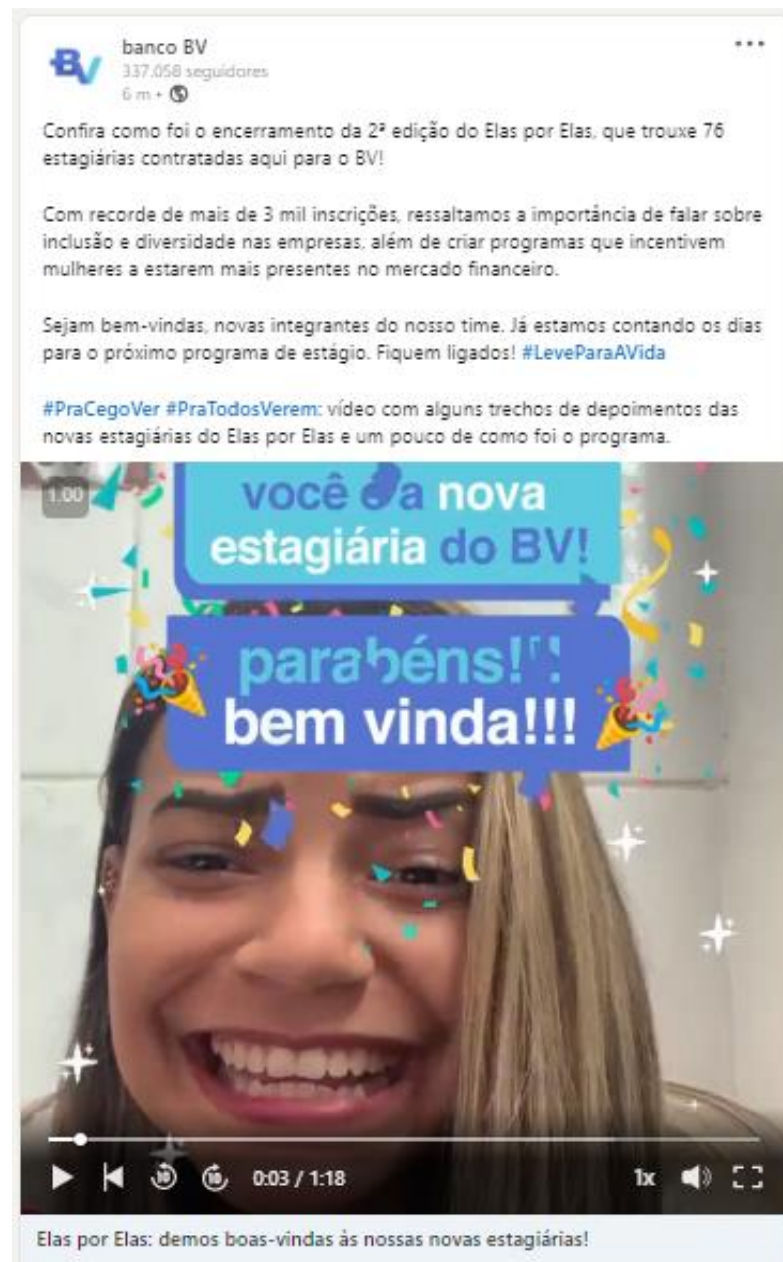 BV
banco BV
337.058 seguidores
6 m •
Confira como foi o encerramento da 2ª edição do Elas por Elas, que trouxe 76
estagiárias contratadas aqui para o BV!
Com recorde de mais de 3 mil inscrições, ressaltamos a importância de falar sobre
inclusão e diversidade nas empresas, além de criar programas que incentivem
mulheres a estarem mais presentes no mercado financeiro.
Sejam bem-vindas, novas integrantes do nosso time. Já estamos contando os dias
para o próximo programa de estágio. Fiquem ligados! #LeveParaAVida
#PraCegoVer #PraTodosVerem: vídeo com alguns trechos de depoimentos das
novas estagiárias do Elas por Elas e um pouco de como foi o programa.
1.00
você a nova
estagiária do BV!
parabéns!
bem vinda!!!
10 10 0:03 / 1:18 1x
Elas por Elas: demos boas-vindas às nossas novas estagiárias!